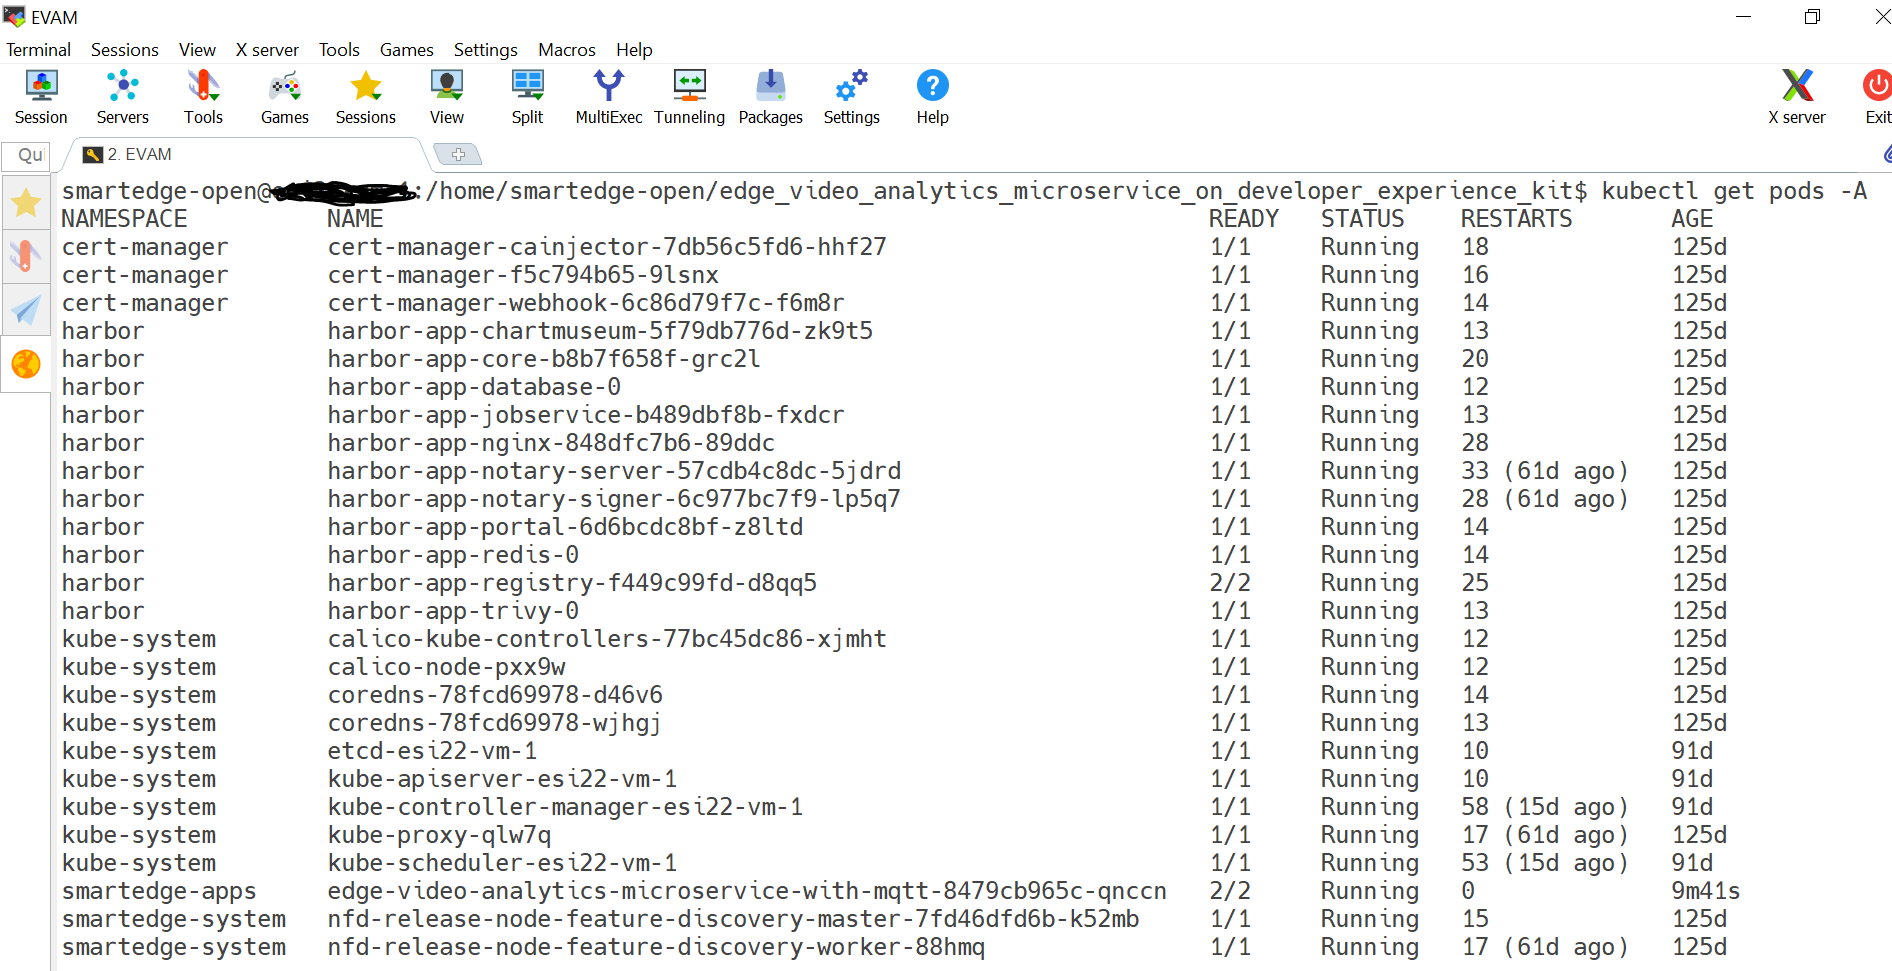 EVAM
Terminal Sessions View X server Tools Games Settings Macros Help
Session Servers Tools Games Sessions View Split MultiExec Tunneling Packages Settings Help X server Exit
Qui 2. EVAM
smartedge-open@ :/home/smartedge-open/edge_video_analytics_microservice_on_developer_experience_kit$ kubectl get pods -A
NAMESPACE NAME READY STATUS RESTARTS AGE
cert-manager cert-manager-cainjector-7db56c5fd6-hhf27 1/1 Running 18 125d
cert-manager cert-manager-f5c794b65-9lsnx 1/1 Running 16 125d
cert-manager cert-manager-webhook-6c86d79f7c-f6m8r 1/1 Running 14 125d
harbor harbor-app-chartmuseum-5f79db776d-zk9t5 1/1 Running 13 125d
harbor harbor-app-core-b8b7f658f-grc2l 1/1 Running 20 125d
harbor harbor-app-database-0 1/1 Running 12 125d
harbor harbor-app-jobservice-b489dbf8b-fxdcr 1/1 Running 13 125d
harbor harbor-app-nginx-848dfc7b6-89ddc 1/1 Running 28 125d
harbor harbor-app-notary-server-57cdb4c8dc-5jdrd 1/1 Running 33 (61d ago) 125d
harbor harbor-app-notary-signer-6c977bc7f9-lp5q7 1/1 Running 28 (61d ago) 125d
harbor harbor-app-portal-6d6bcdc8bf-z8ltd 1/1 Running 14 125d
harbor harbor-app-redis-0 1/1 Running 14 125d
harbor harbor-app-registry-f449c99fd-d8qq5 2/2 Running 25 125d
harbor harbor-app-trivy-0 1/1 Running 13 125d
kube-system calico-kube-controllers-77bc45dc86-xjmht 1/1 Running 12 125d
kube-system calico-node-pxx9w 1/1 Running 12 125d
kube-system coredns-78fcd69978-d46v6 1/1 Running 14 125d
kube-system coredns-78fcd69978-wjhgj 1/1 Running 13 125d
kube-system etcd-esi22-vm-1 1/1 Running 10 91d
kube-system kube-apiserver-esi22-vm-1 1/1 Running 10 91d
kube-system kube-controller-manager-esi22-vm-1 1/1 Running 58 (15d ago) 91d
kube-system kube-proxy-qlw7q 1/1 Running 17 (61d ago) 125d
kube-system kube-scheduler-esi22-vm-1 1/1 Running 53 (15d ago) 91d
smartedge-apps edge-video-analytics-microservice-with-mqtt-8479cb965c-qnccn 2/2 Running 0 9m41s
smartedge-system nfd-release-node-feature-discovery-master-7fd46dfd6b-k52mb 1/1 Running 15 125d
smartedge-system nfd-release-node-feature-discovery-worker-88hmq 1/1 Running 17 (61d ago) 125d